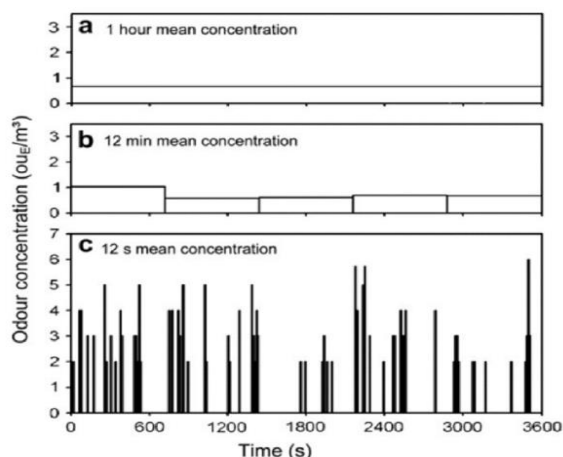 Odour concentration (ou_E/m³)
a 1 hour mean concentration
3
2
1
0
b 12 min mean concentration
3
2
1
0
c 12 s mean concentration
7
6
5
4
3
2
1
0
0 600 1200 1800 2400 3000 3600
Time (s)